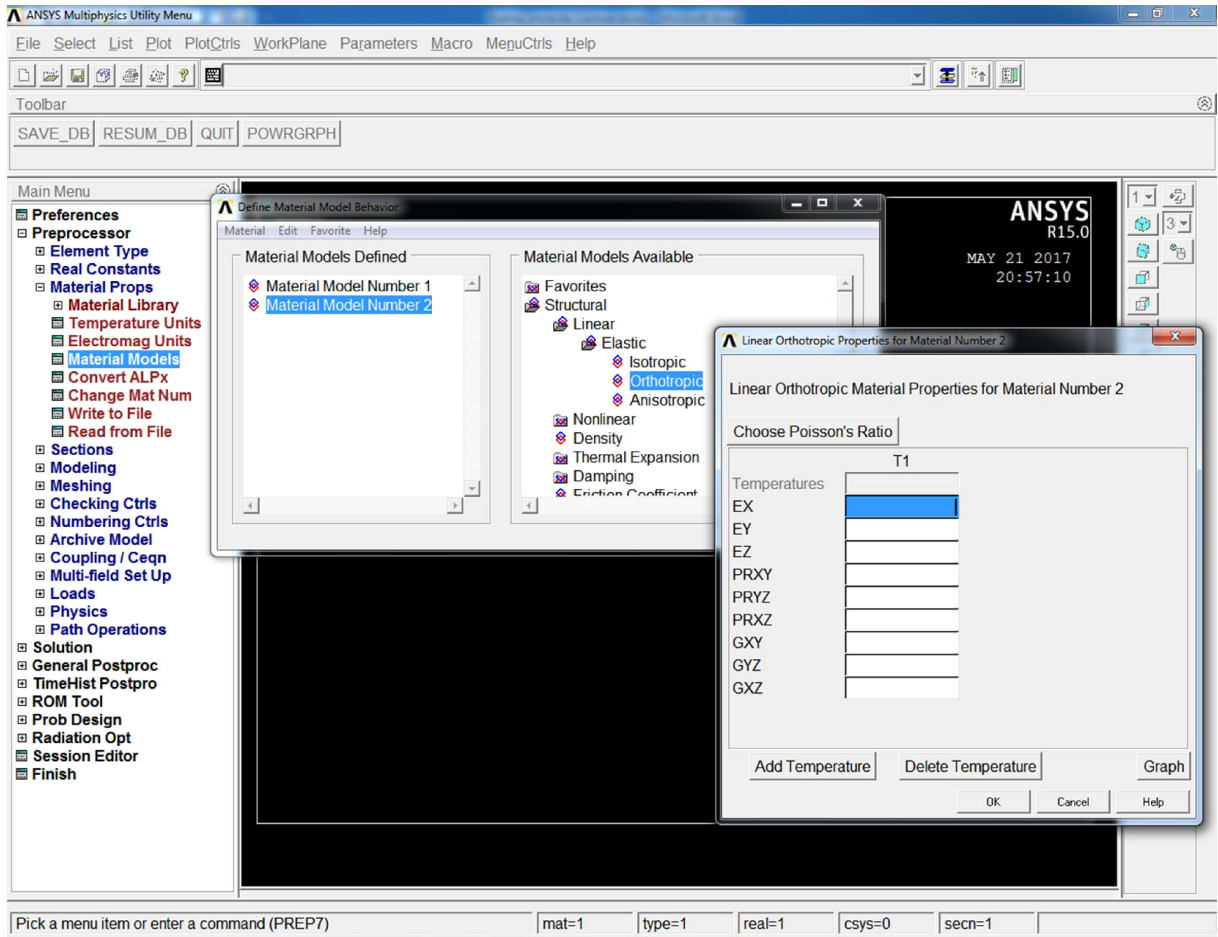 ANSYS Multiphysics Utility Menu
File Select List Plot PlotCtrls WorkPlane Parameters Macro MenuCtrls Help
Toolbar
SAVE_DB RESUM_DB QUIT POWRGRPH
Main Menu
Preferences
Preprocessor
Element Type
Real Constants
Material Props
Material Library
Temperature Units
Electromag Units
Material Models
Convert ALPx
Change Mat Num
Write to File
Read from File
Sections
Modeling
Meshing
Checking Ctrls
Numbering Ctrls
Archive Model
Coupling / Ceqn
Multi-field Set Up
Loads
Physics
Path Operations
Solution
General Postproc
TimeHist Postpro
ROM Tool
Prob Design
Radiation Opt
Session Editor
Finish
Define Material Model Behavior
Material Edit Favorite Help
Material Models Defined
Material Model Number 1
Material Model Number 2
Material Models Available
Favorites
Structural
Linear
Elastic
Isotropic
Orthotropic
Anisotropic
Nonlinear
Density
Thermal Expansion
Damping
Friction Coefficient
ANSYS
R15.0
MAY 21 2017
20:57:10
1
3
Linear Orthotropic Properties for Material Number 2
Linear Orthotropic Material Properties for Material Number 2
Choose Poisson's Ratio
T1
Temperatures
EX
EY
EZ
PRXY
PRYZ
PRXZ
GXY
GYZ
GXZ
Add Temperature Delete Temperature Graph
OK Cancel Help
Pick a menu item or enter a command (PREP7) mat=1 type=1 real=1 csys=0 secn=1